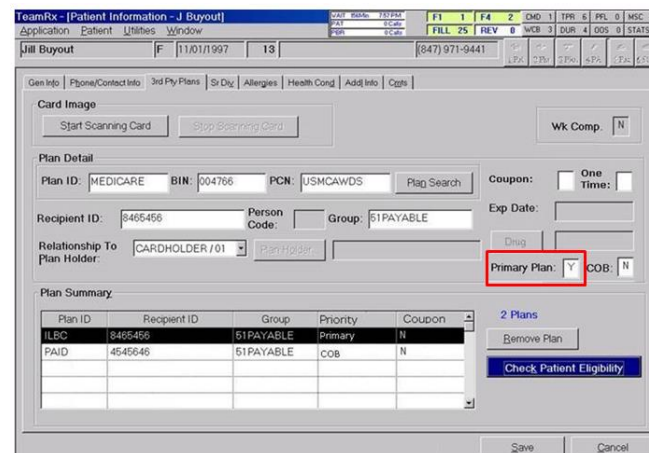 TeamRx - [Patient Information - J Buyout]
Application Patient Utilities Window
F1 1 F4 2 CMD 1 TPR 6 PFL 0 MSC
FILL 25 REV 0 WCB 3 DUR 4 OOS 0 STATS
Jill Buyout F 11/01/1997 13 (847) 971-9441
Gen Info Phone/Contact Info 3rd Pty Plans Sr Div Allergies Health Cond Addl Info Cmts
Card Image
Start Scanning Card Stop Scanning Card Wk Comp. N
Plan Detail
Plan ID: MEDICARE BIN: 004766 PCN: USMCAWDS Plan Search Coupon: One Time:
Recipient ID: 8465456 Person Code: Group: 51PAYABLE Exp Date:
Relationship To Plan Holder: CARDHOLDER / 01 Plan Holder: Drug
Primary Plan: Y COB: N
Plan Summary
Plan ID Recipient ID Group Priority Coupon 2 Plans
ILBC 8465456 51PAYABLE Primary N Remove Plan
PAID 4545646 51PAYABLE COB N
Check Patient Eligibility
Save Cancel